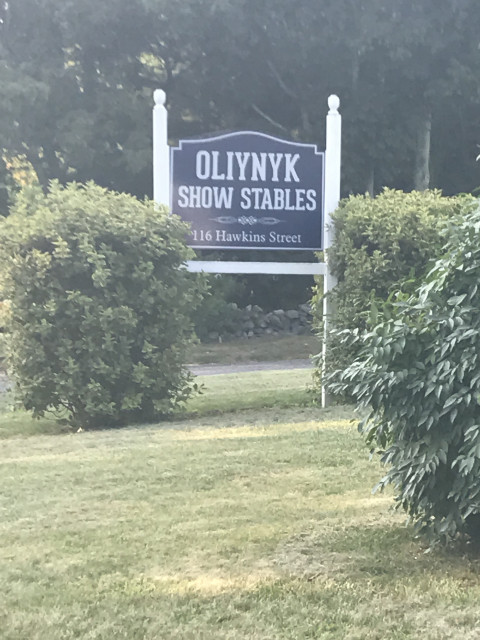 OLIYNYK
SHOW STABLES
116 Hawkins Street